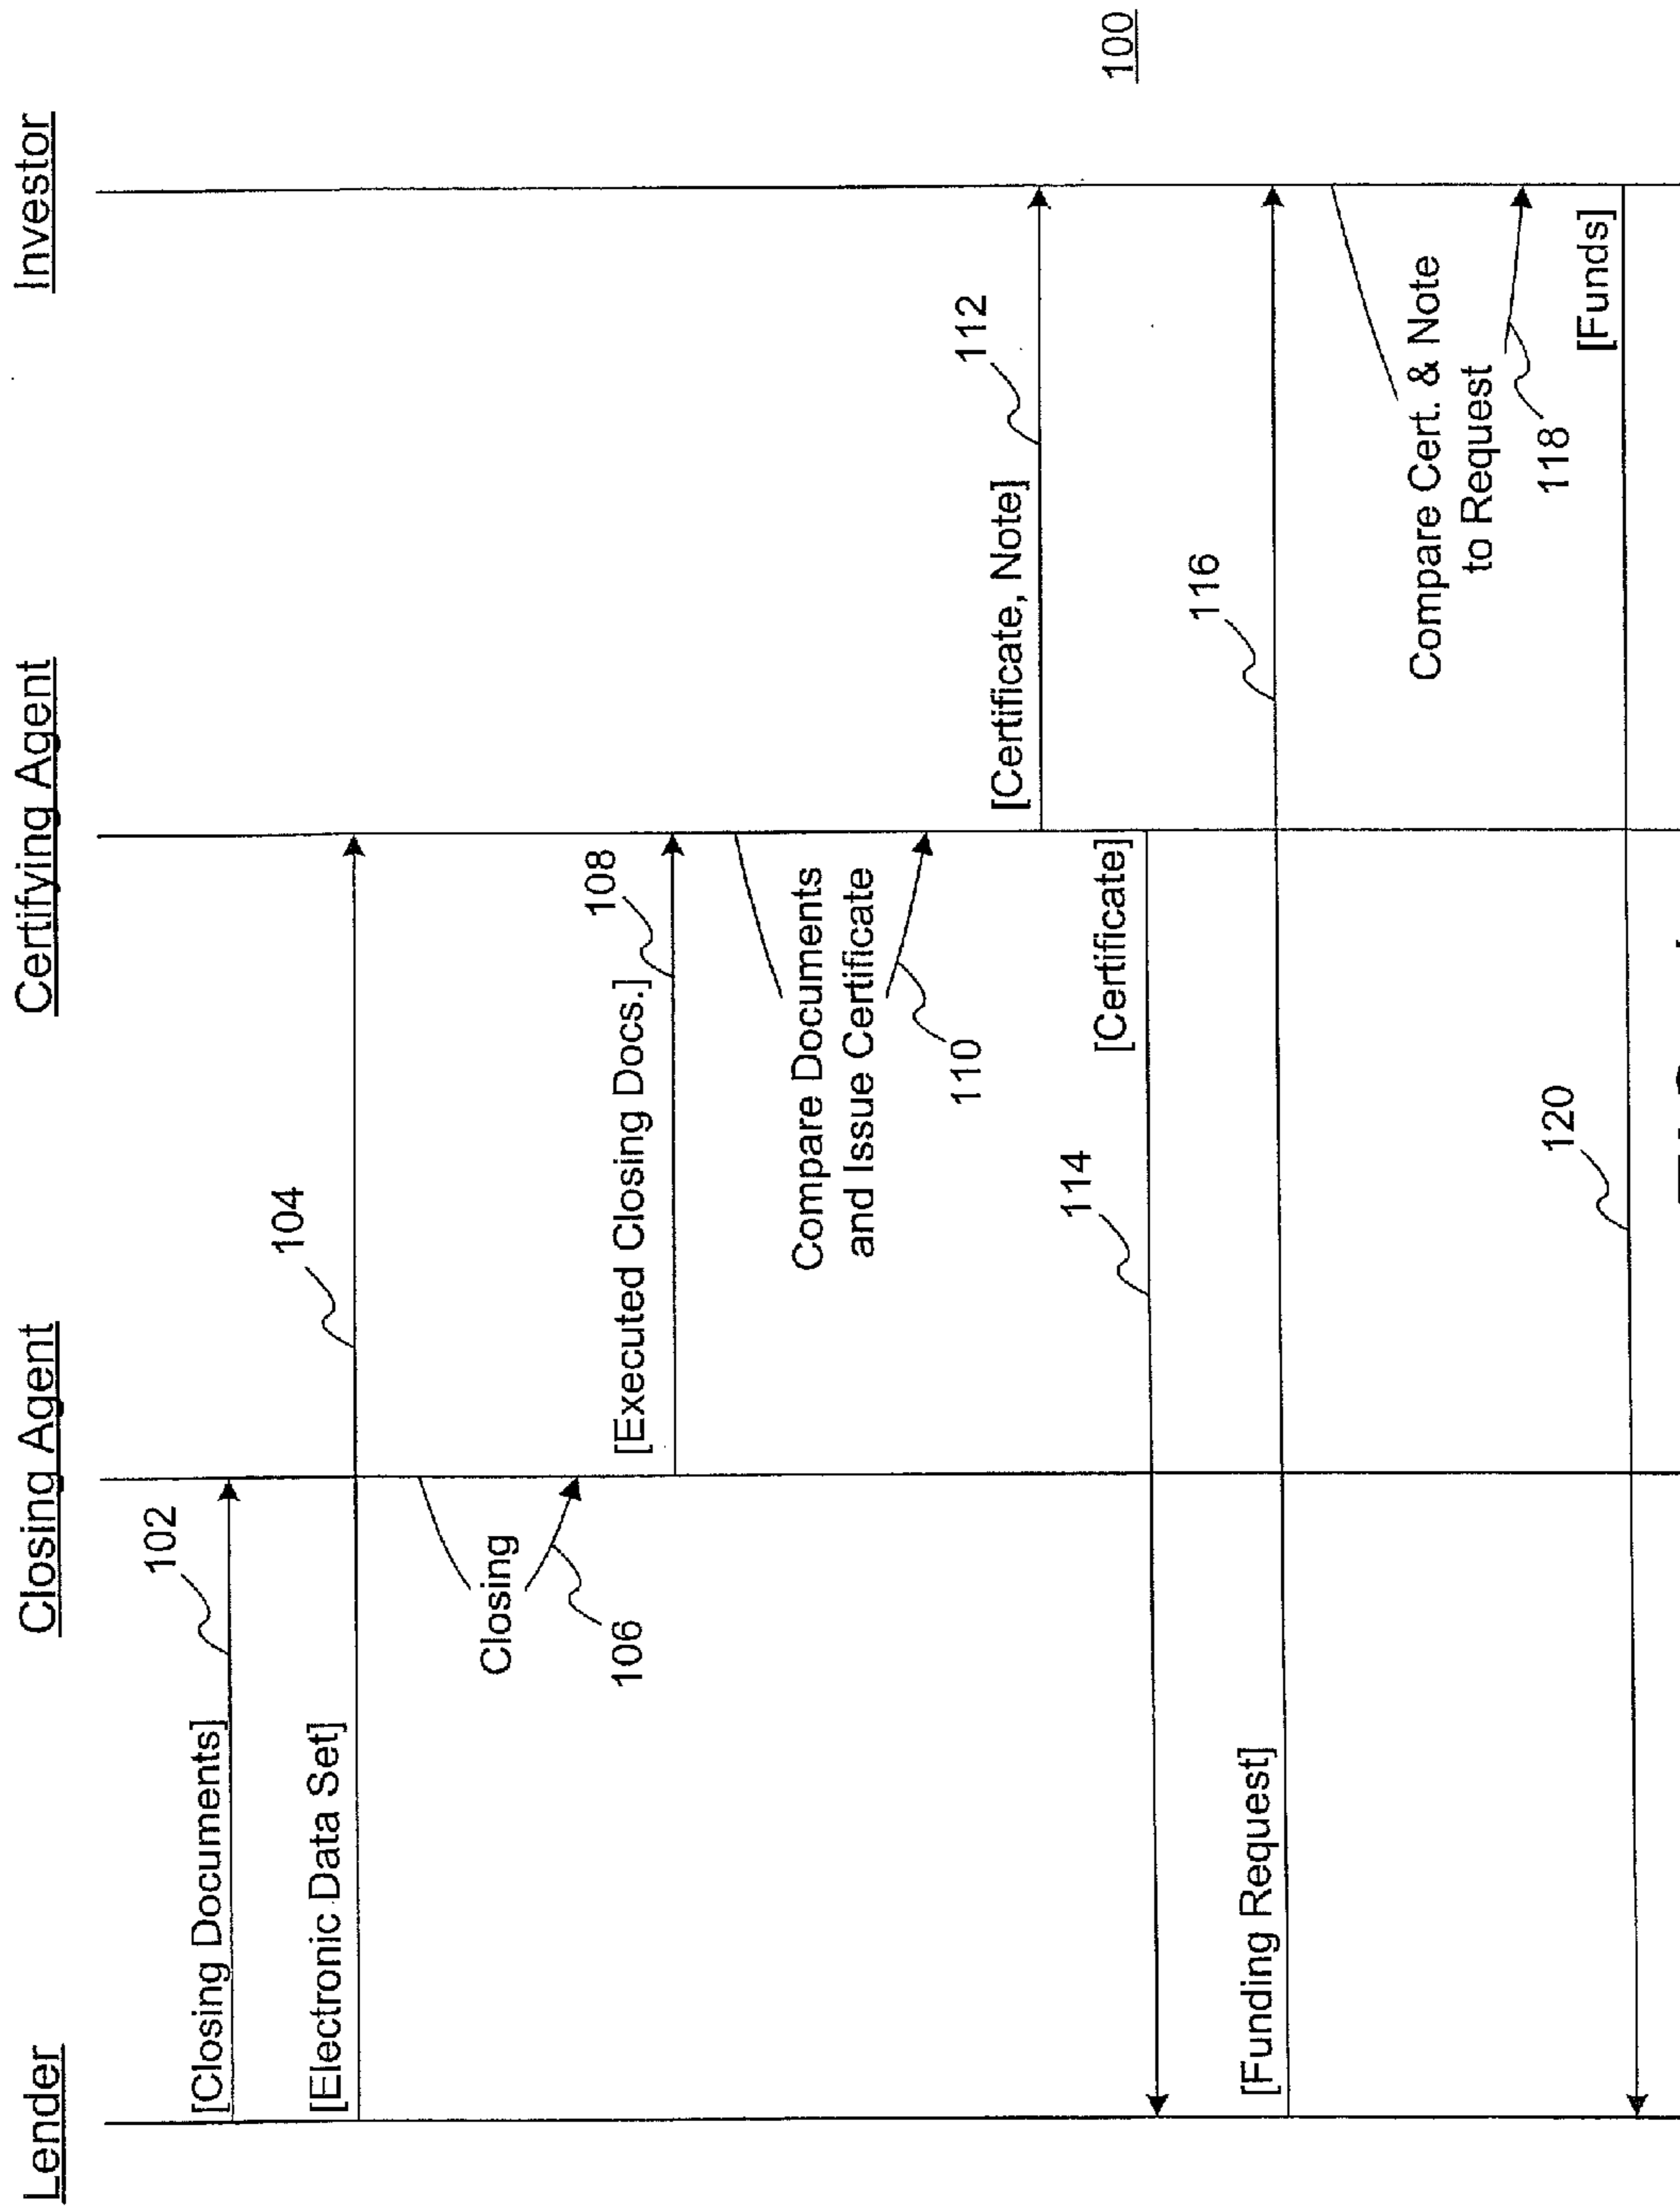 Lender
Closing Agent
Certifying Agent
Investor
102
[Closing Documents]
104
[Electronic Data Set]
Closing
106
108
[Executed Closing Docs.]
Compare Documents
and Issue Certificate
110
112
[Certificate, Note]
100
114
[Certificate]
116
[Funding Request]
Compare Cert. & Note
to Request
118
120
[Funds]